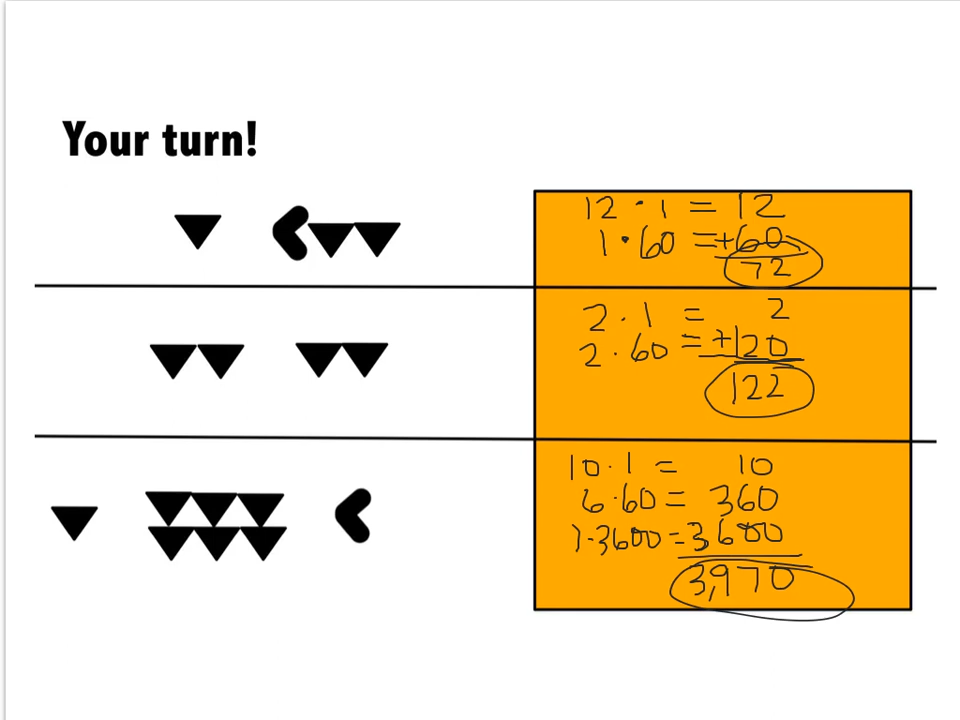 Your turn!
12 · 1 = 12
1 · 60 = +60
72
2 · 1 = 2
2 · 60 = +120
122
10 · 1 = 10
6 · 60 = 360
1 · 3600 = 3600
3,970